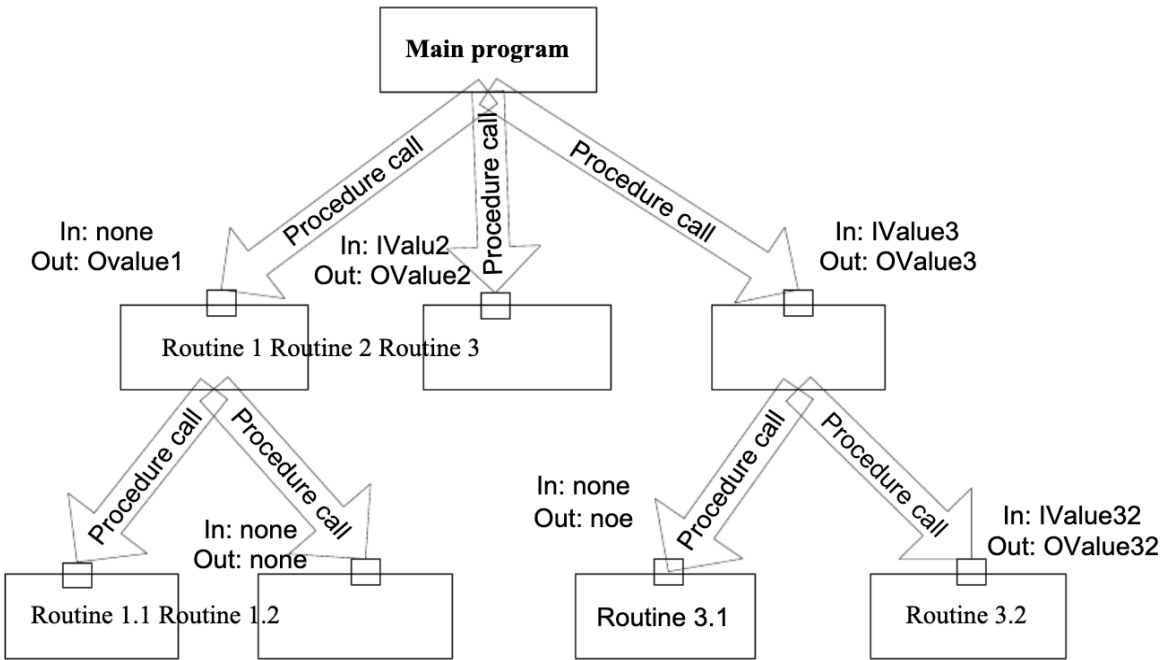 Main program
Procedure call
Procedure call
Procedure call
In: none
Out: Ovalue1
In: IValu2
Out: OValue2
In: IValue3
Out: OValue3
Routine 1 Routine 2 Routine 3
Procedure call
Procedure call
Procedure call
Procedure call
In: none
Out: none
In: none
Out: noe
In: IValue32
Out: OValue32
Routine 1.1 Routine 1.2
Routine 3.1
Routine 3.2